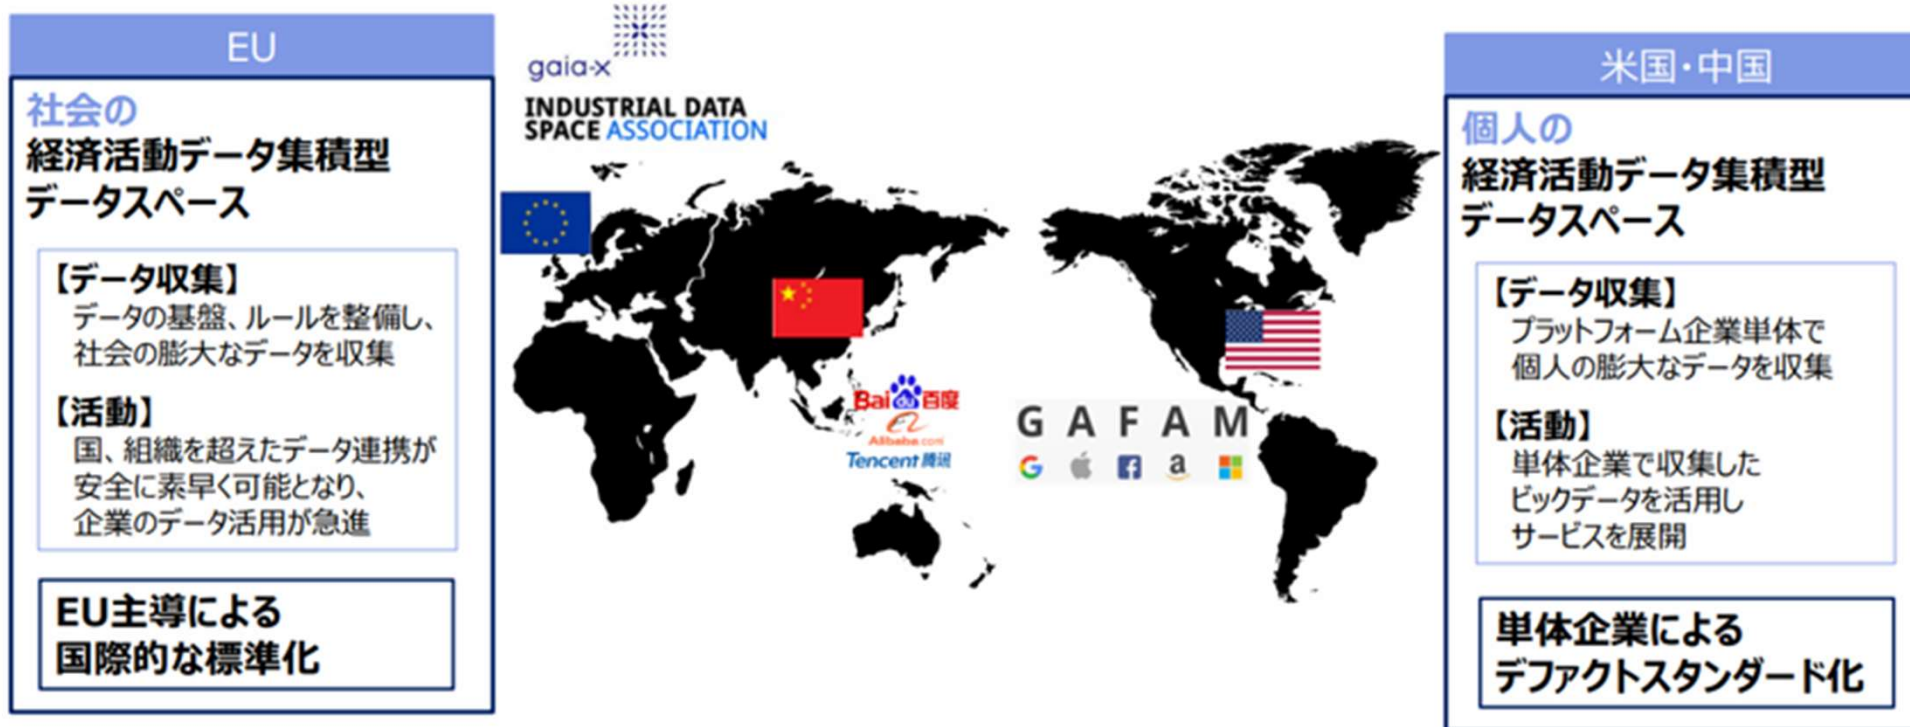 EU
社会の
経済活動データ集積型
データスペース
【データ収集】
データの基盤、ルールを整備し、
社会の膨大なデータを収集
【活動】
国、組織を超えたデータ連携が
安全に素早く可能となり、
企業のデータ活用が急進
EU主導による
国際的な標準化
gaia-x
INDUSTRIAL DATA
SPACE ASSOCIATION
Bai du 百度
Alibaba.com
Tencent 腾讯
G A F A M
米国・中国
個人の
経済活動データ集積型
データスペース
【データ収集】
プラットフォーム企業単体で
個人の膨大なデータを収集
【活動】
単体企業で収集した
ビックデータを活用し
サービスを展開
単体企業による
デファクトスタンダード化